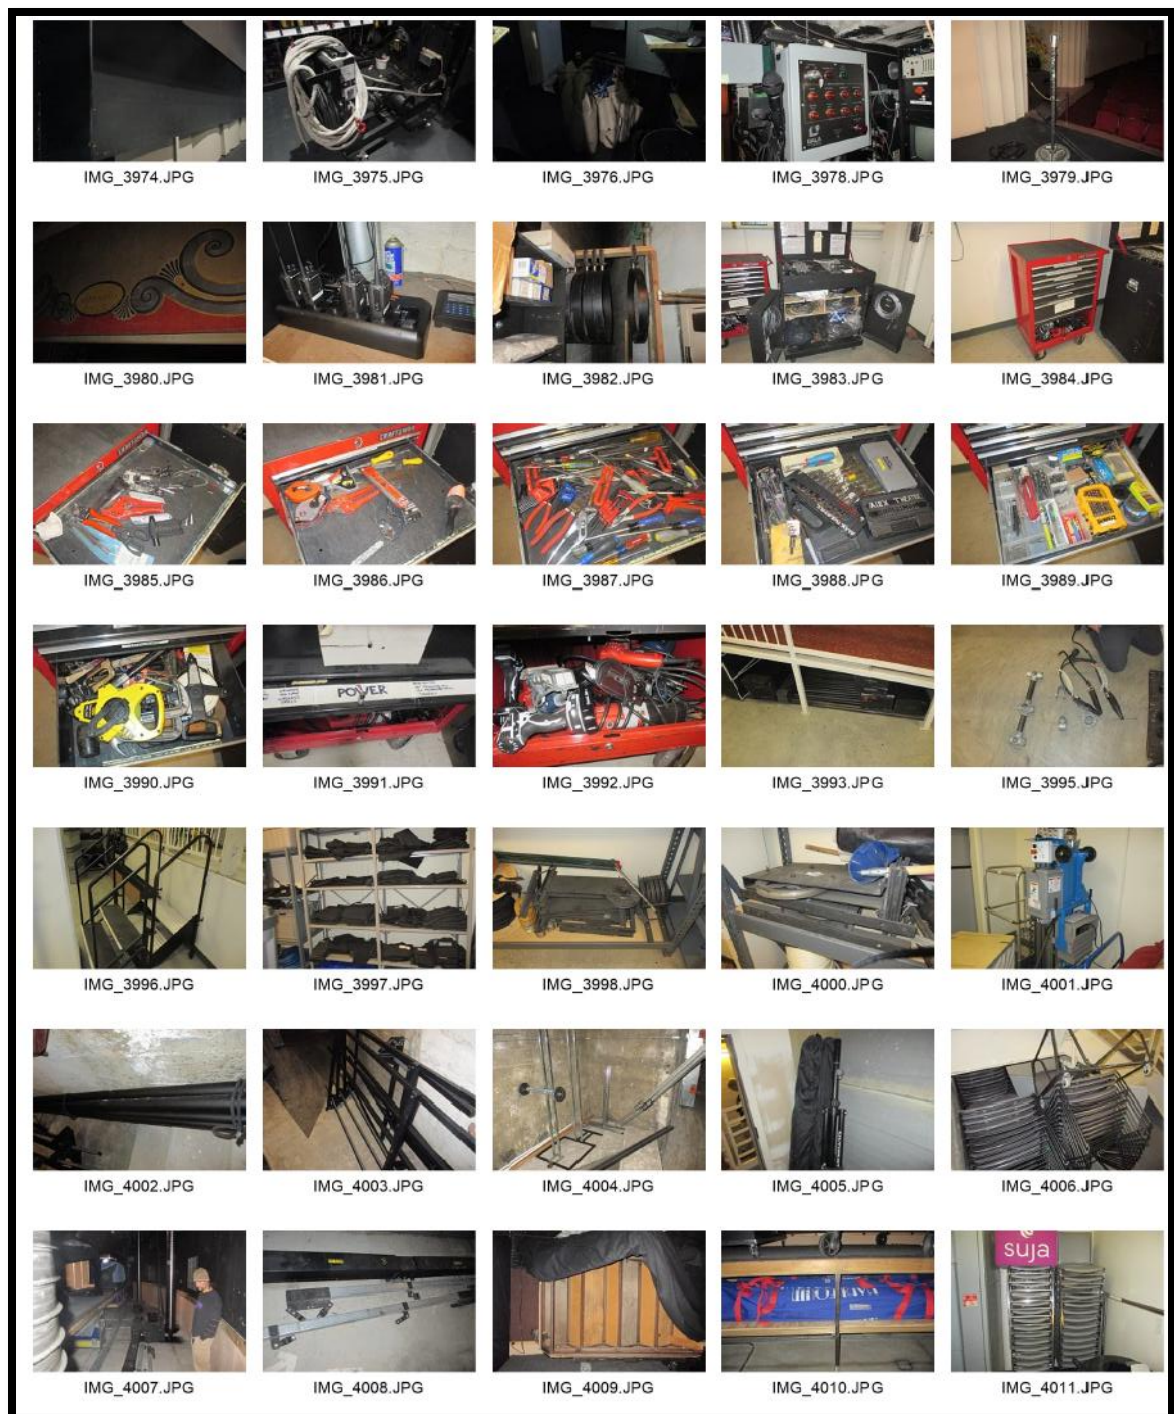 IMG_3974.JPG IMG_3975.JPG IMG_3976.JPG IMG_3978.JPG IMG_3979.JPG
IMG_3980.JPG IMG_3981.JPG IMG_3982.JPG IMG_3983.JPG IMG_3984.JPG
CRAFTSMAN CRAFTSMAN DEWALT
IMG_3985.JPG IMG_3986.JPG IMG_3987.JPG IMG_3988.JPG IMG_3989.JPG
POWER
IMG_3990.JPG IMG_3991.JPG IMG_3992.JPG IMG_3993.JPG IMG_3995.JPG
IMG_3996.JPG IMG_3997.JPG IMG_3998.JPG IMG_4000.JPG IMG_4001.JPG
IMG_4002.JPG IMG_4003.JPG IMG_4004.JPG IMG_4005.JPG IMG_4006.JPG
suja
IMG_4007.JPG IMG_4008.JPG IMG_4009.JPG IMG_4010.JPG IMG_4011.JPG